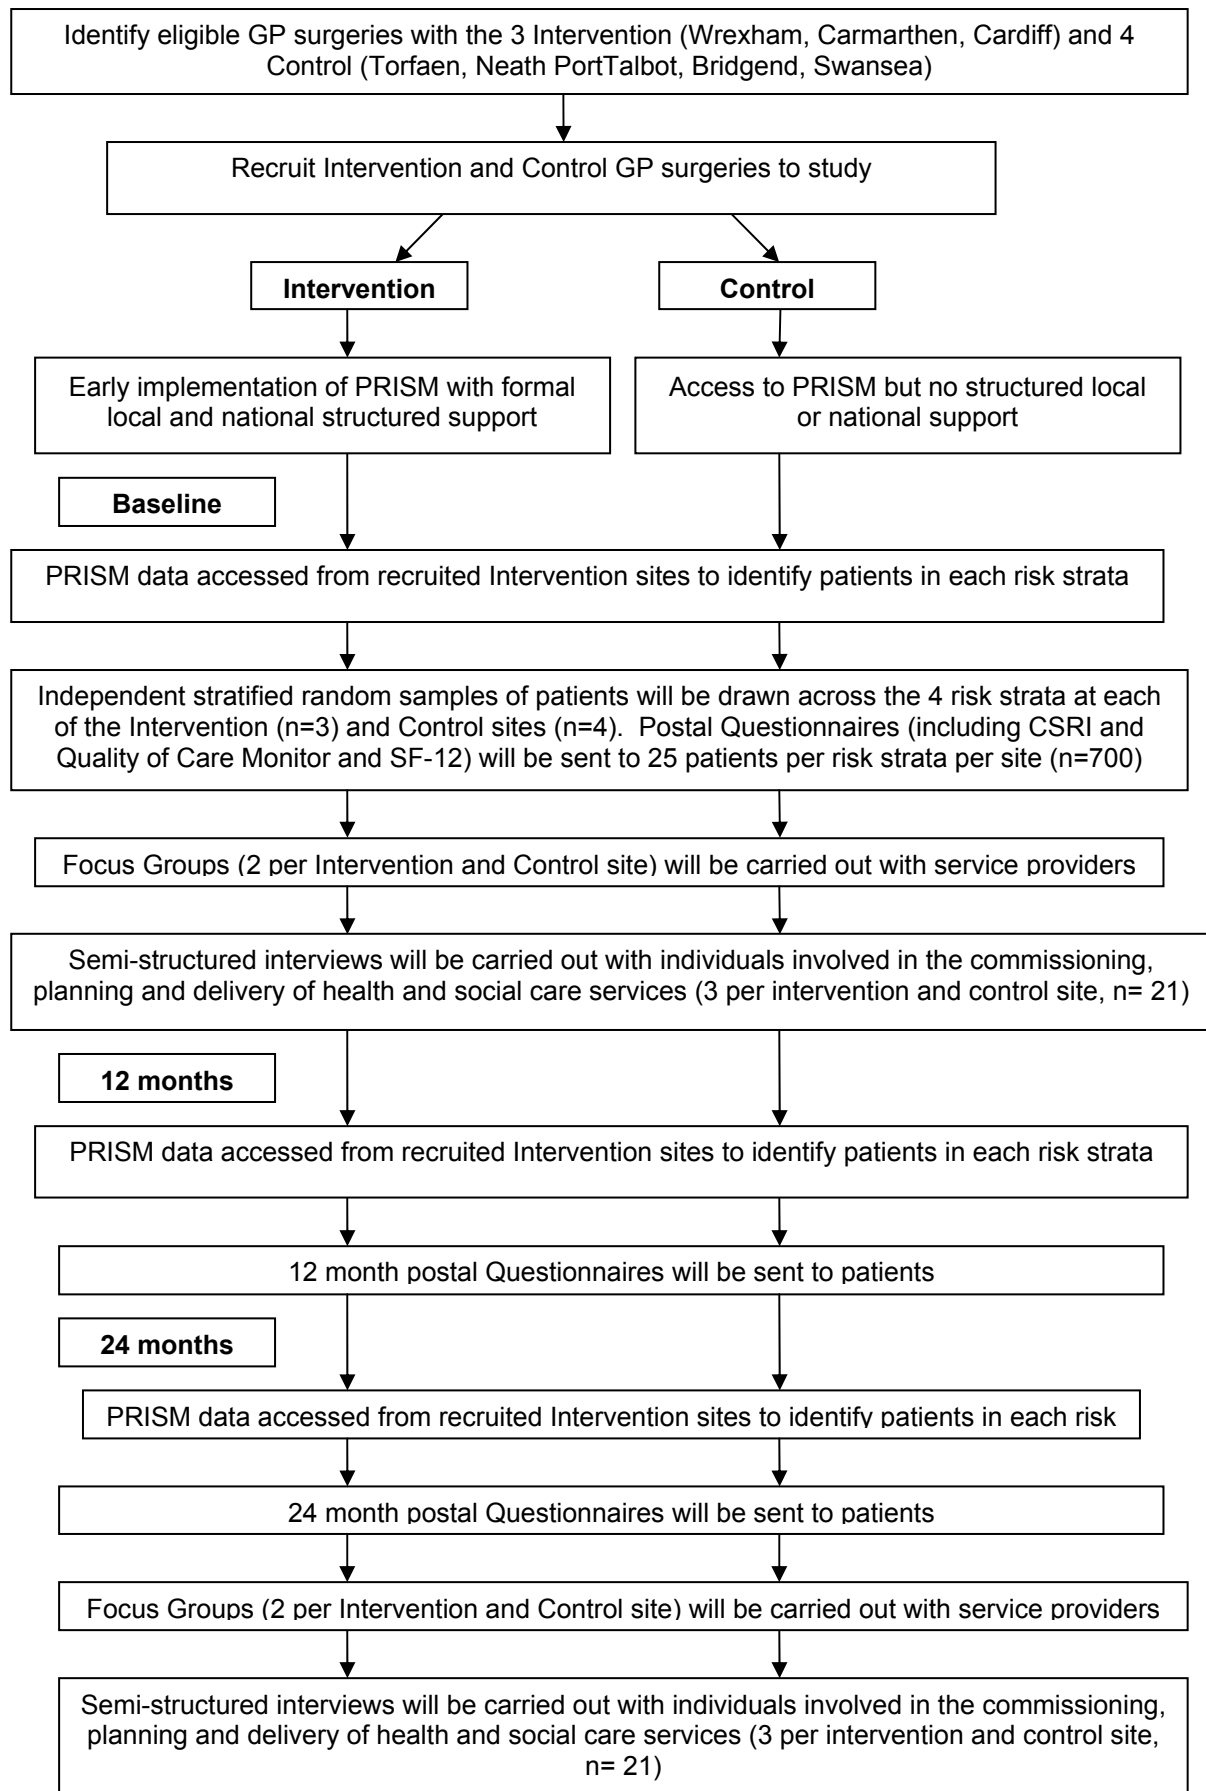 Identify eligible GP surgeries with the 3 Intervention (Wrexham, Carmarthen, Cardiff) and 4
Control (Torfaen, Neath PortTalbot, Bridgend, Swansea)
Recruit Intervention and Control GP surgeries to study
Intervention
Control
Early implementation of PRISM with formal
local and national structured support
Access to PRISM but no structured local
or national support
Baseline
PRISM data accessed from recruited Intervention sites to identify patients in each risk strata
Independent stratified random samples of patients will be drawn across the 4 risk strata at each
of the Intervention (n=3) and Control sites (n=4).  Postal Questionnaires (including CSRI and
Quality of Care Monitor and SF-12) will be sent to 25 patients per risk strata per site (n=700)
Focus Groups (2 per Intervention and Control site) will be carried out with service providers
Semi-structured interviews will be carried out with individuals involved in the commissioning,
planning and delivery of health and social care services (3 per intervention and control site, n= 21)
12 months
PRISM data accessed from recruited Intervention sites to identify patients in each risk strata
12 month postal Questionnaires will be sent to patients
24 months
PRISM data accessed from recruited Intervention sites to identify patients in each risk
24 month postal Questionnaires will be sent to patients
Focus Groups (2 per Intervention and Control site) will be carried out with service providers
Semi-structured interviews will be carried out with individuals involved in the commissioning,
planning and delivery of health and social care services (3 per intervention and control site,
n= 21)